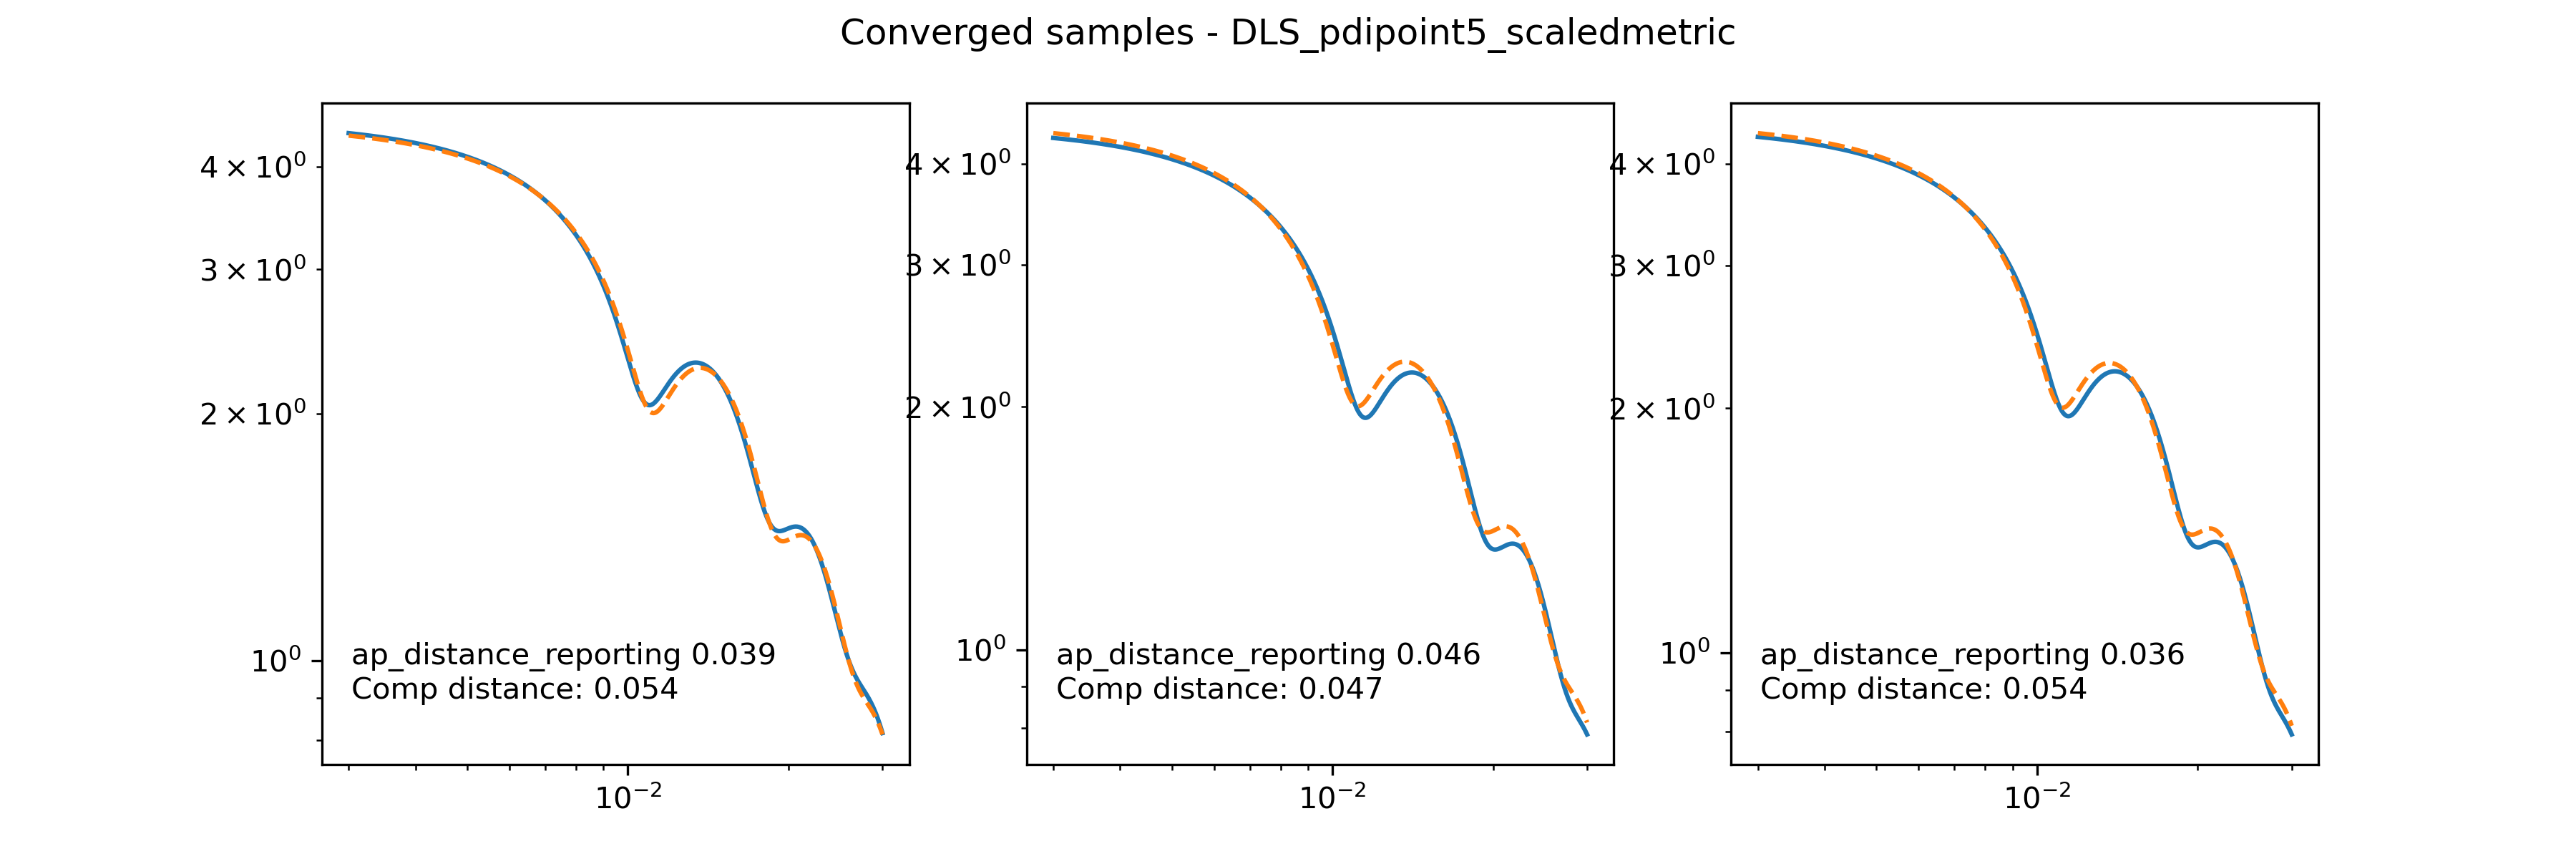 Converged samples - DLS_pdipoint5_scaledmetric
4 × 10⁰
3 × 10⁰
2 × 10⁰
10⁰
ap_distance_reporting 0.039
Comp distance: 0.054
10⁻²
4 × 10⁰
3 × 10⁰
2 × 10⁰
10⁰
ap_distance_reporting 0.046
Comp distance: 0.047
10⁻²
4 × 10⁰
3 × 10⁰
2 × 10⁰
10⁰
ap_distance_reporting 0.036
Comp distance: 0.054
10⁻²